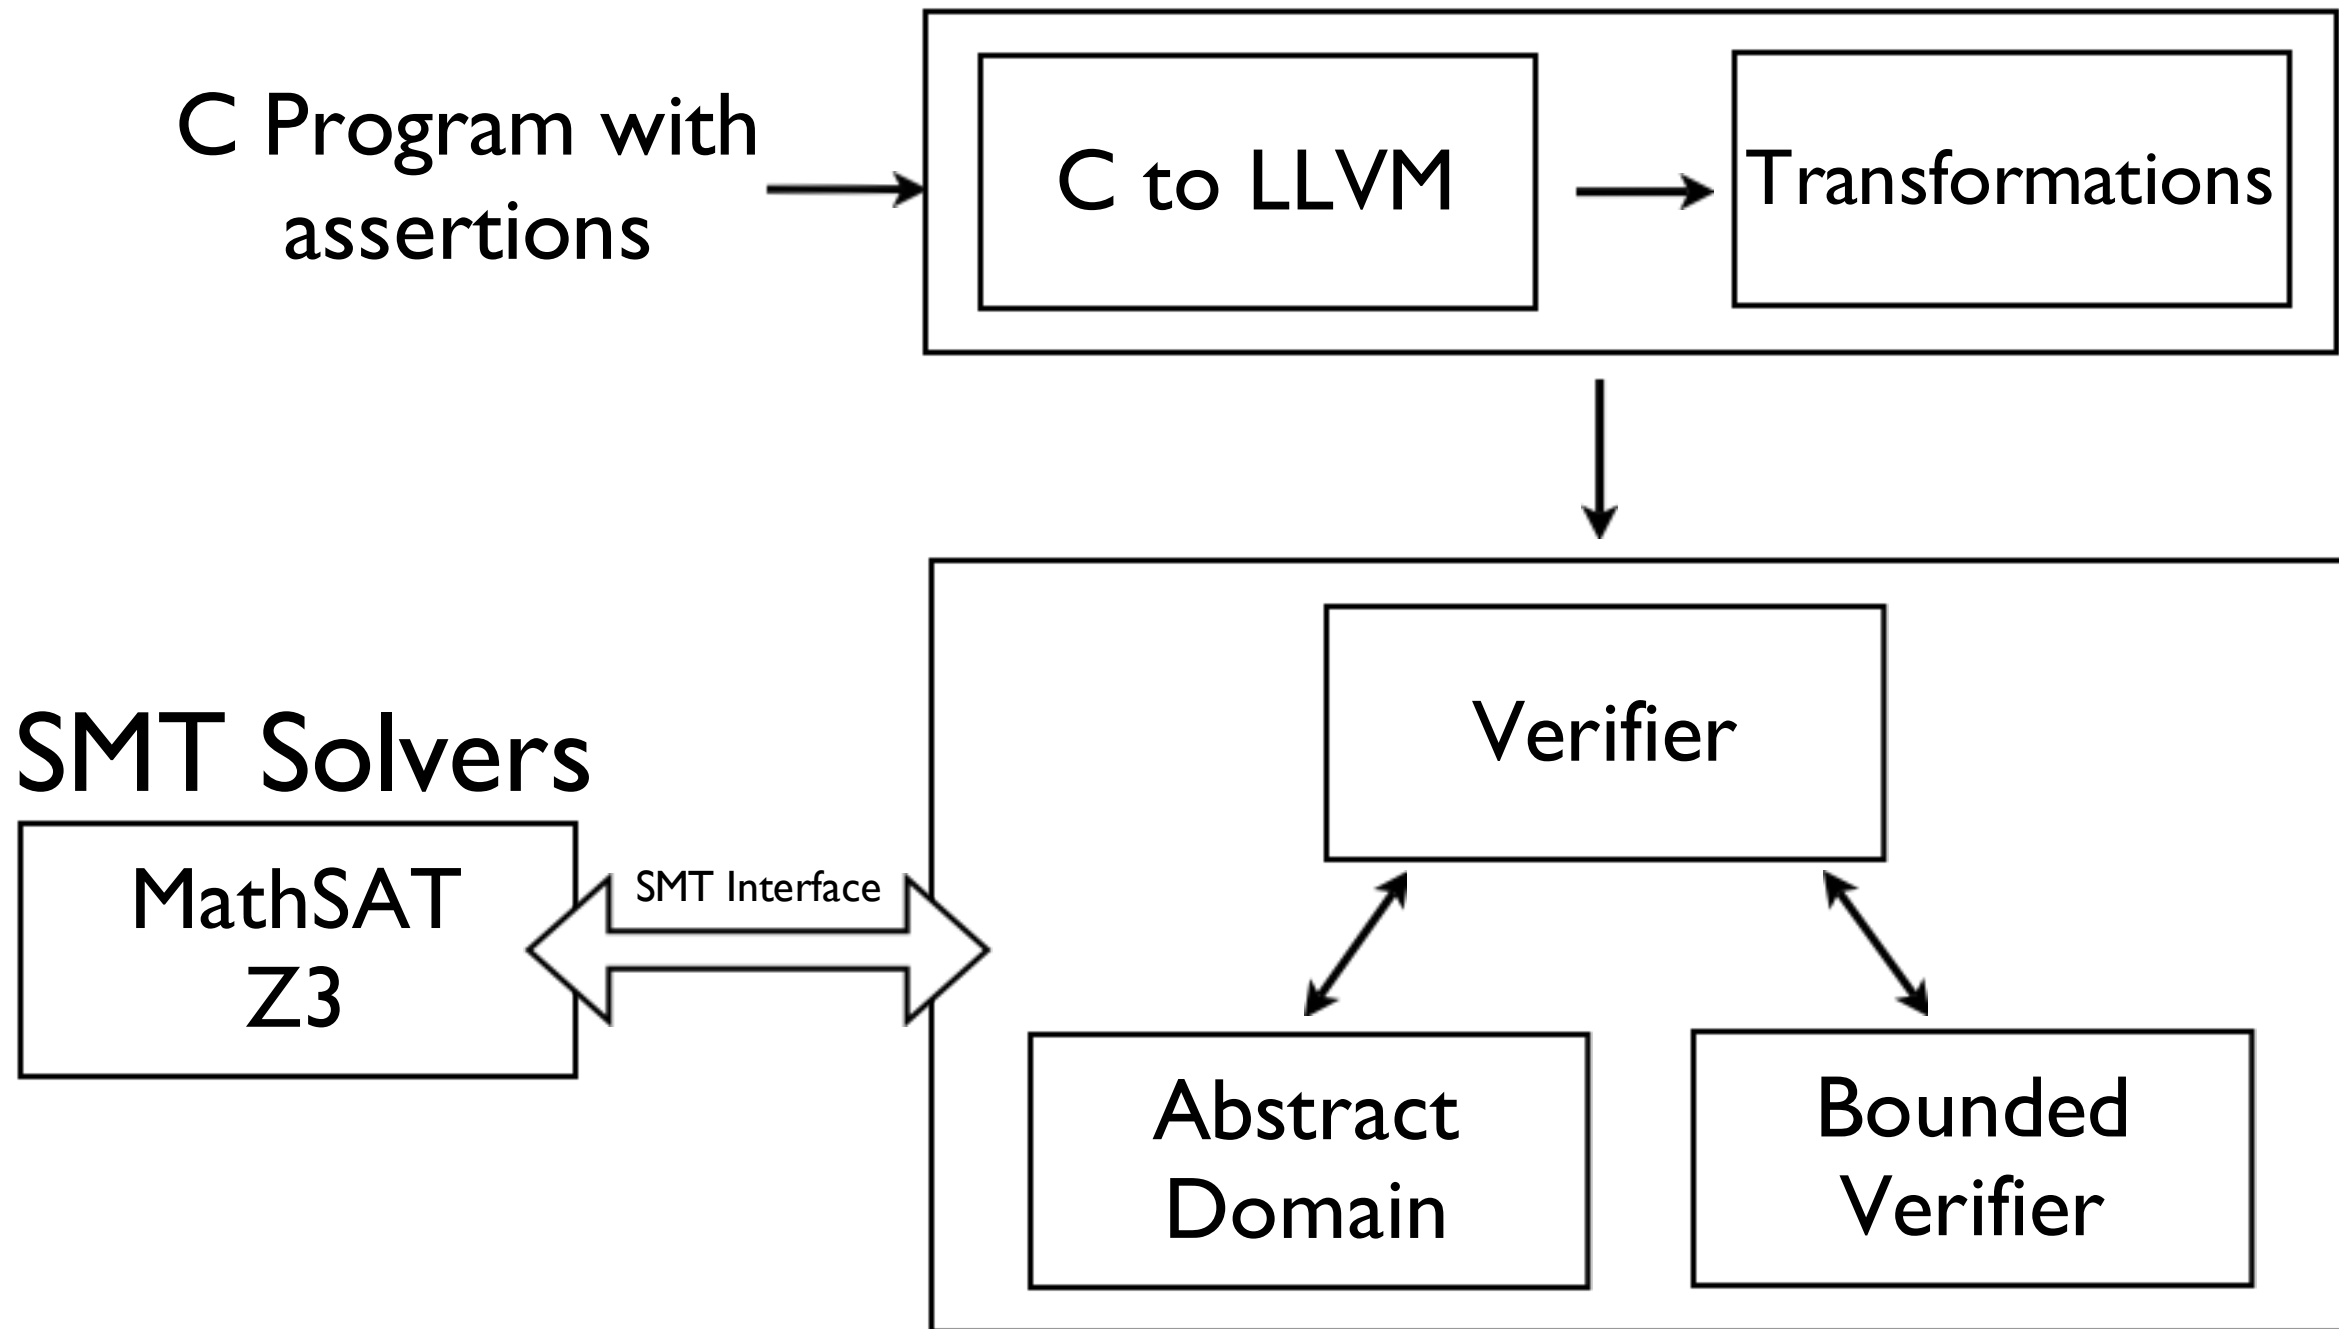 C Program with
assertions
C to LLVM
Transformations
Verifier
SMT Solvers
MathSAT
Z3
SMT Interface
Abstract
Domain
Bounded
Verifier